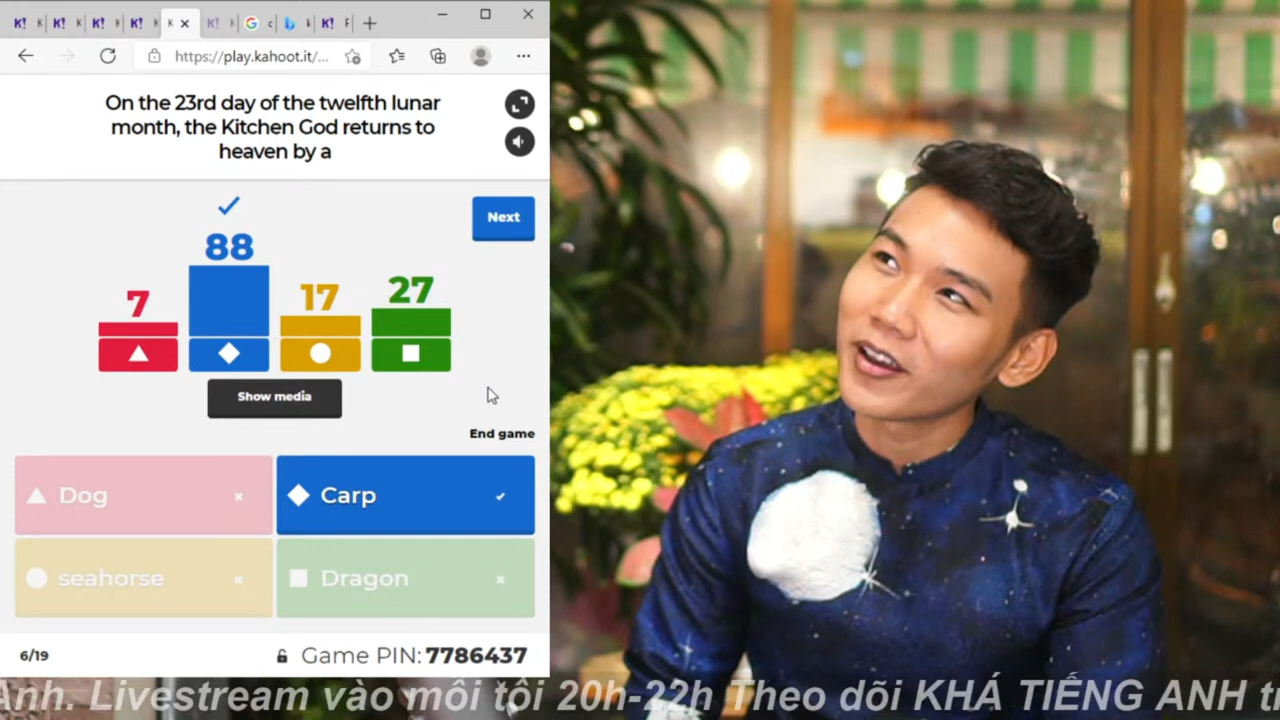 https://play.kahoot.it/...
On the 23rd day of the twelfth lunar
month, the Kitchen God returns to
heaven by a
Next
88
7
17
27
Show media
End game
Dog
Carp
seahorse
Dragon
6/19
Game PIN: 7786437
Anh. Livestream vào mỗi tối 20h-22h Theo dõi KHÁ TIẾNG ANH